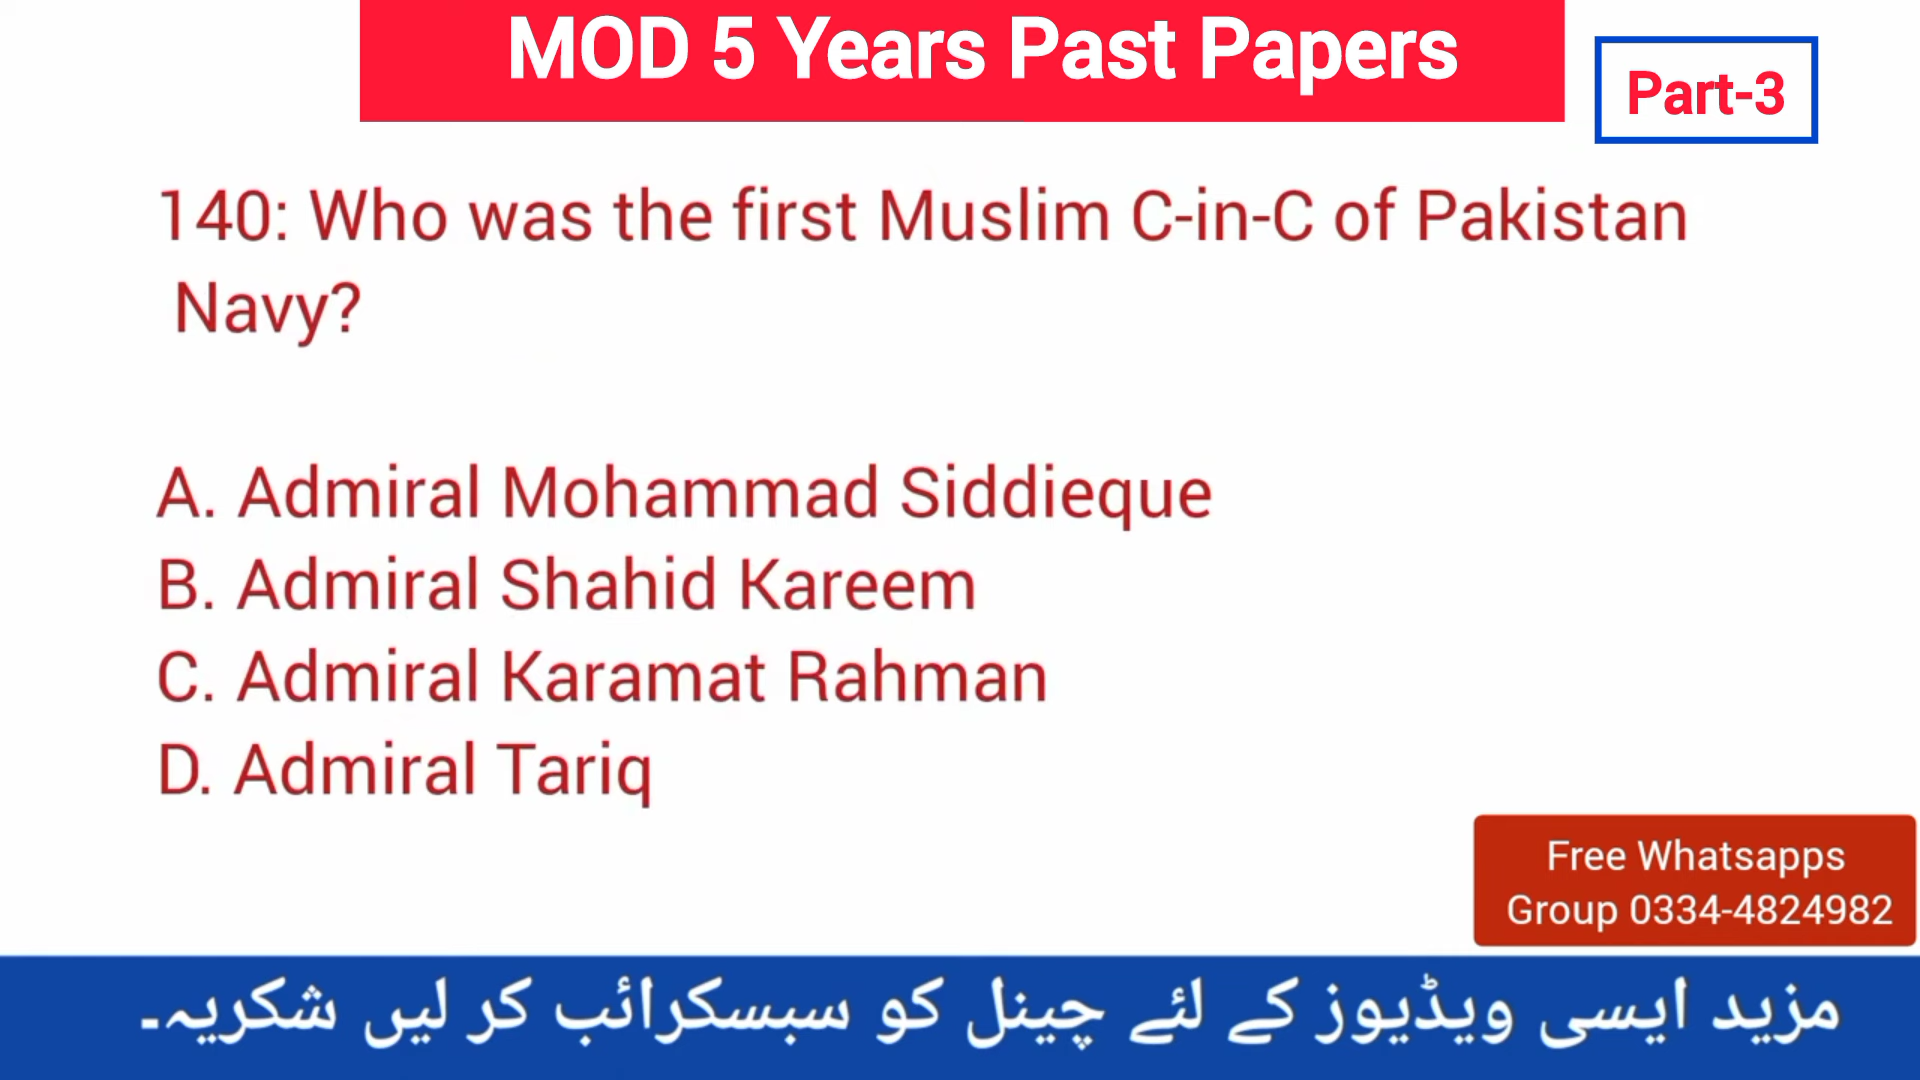 MOD 5 Years Past Papers
Part-3
140: Who was the first Muslim C-in-C of Pakistan
Navy?
A. Admiral Mohammad Siddieque
B. Admiral Shahid Kareem
C. Admiral Karamat Rahman
D. Admiral Tariq
Free Whatsapps
Group 0334-4824982
مزید ایسی ویڈیوز کے لئے چینل کو سبسکرائب کر لیں شکریہ۔